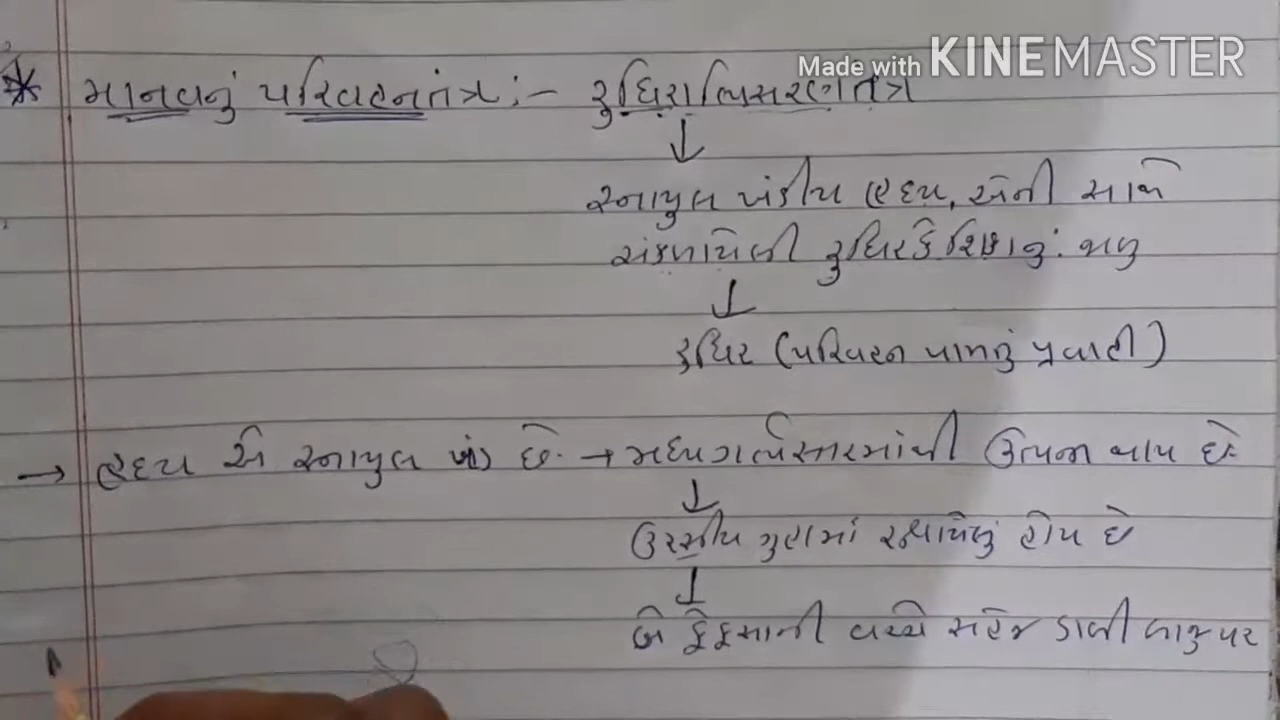 Made with KINEMASTER
* માનવનું પરિવહનતંત્ર :- રુધિરાભિસરણતંત્ર
↓
સ્નાયુલ ખંડીય હૃદય, એની સાથે
સંકળાયેલી રુધિરકેશિકાનું જાળું
↓
રુધિર (પરિવહન પામતું પ્રવાહી)
→ હૃદય એ સ્નાયુલ ખંડ છે. → મધ્યગર્ભસ્તરમાંથી ઉત્પન્ન થાય છે.
↓
ઉરસીય ગુહામાં સ્થાયેલું હોય છે
↓
બે ફેફસાની વચ્ચે સહેજ ડાબી બાજુ પર